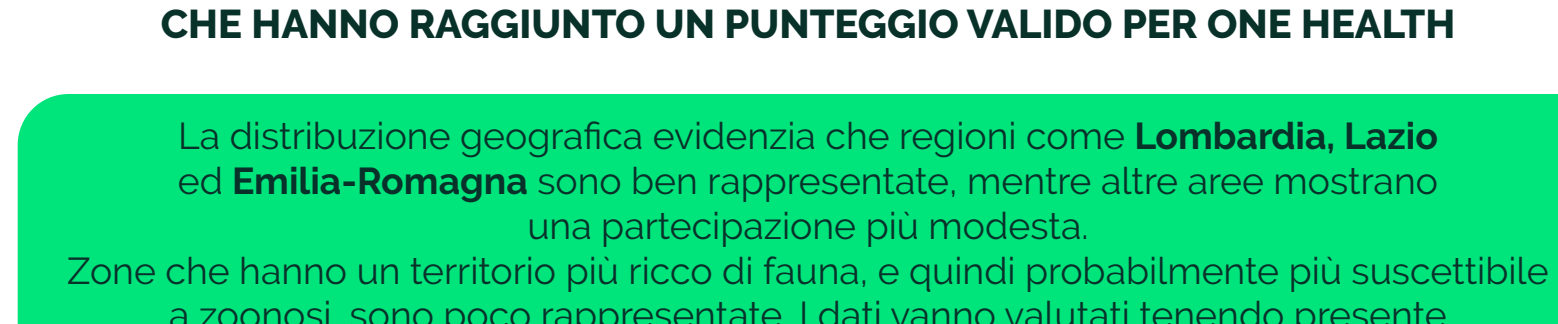 CHE HANNO RAGGIUNTO UN PUNTEGGIO VALIDO PER ONE HEALTH
La distribuzione geografica evidenzia che regioni come Lombardia, Lazio
ed Emilia-Romagna sono ben rappresentate, mentre altre aree mostrano
una partecipazione più modesta.
Zone che hanno un territorio più ricco di fauna, e quindi probabilmente più suscettibile
a zoonosi, sono poco rappresentate. I dati vanno valutati tenendo presente